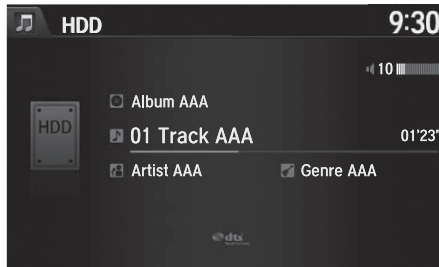 HDD 9:30
10
Album AAA
HDD
01 Track AAA 01'23"
Artist AAA Genre AAA
dts